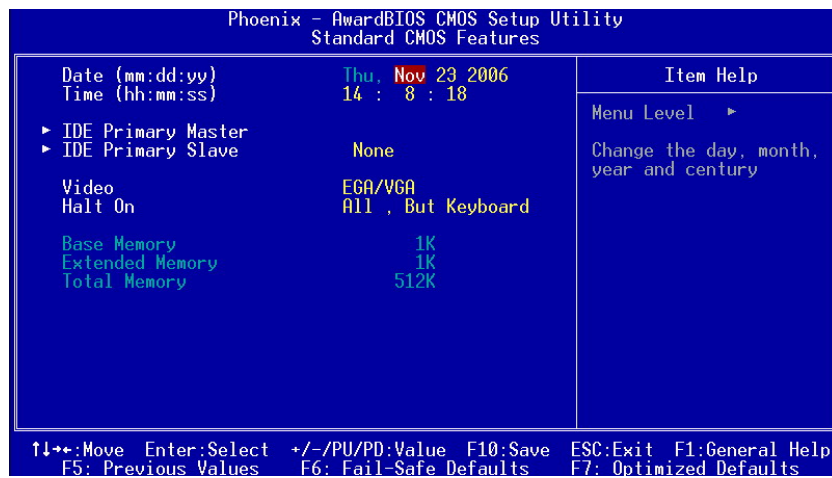 Phoenix - AwardBIOS CMOS Setup Utility
Standard CMOS Features
Date (mm:dd:yy) Thu, Nov 23 2006
Time (hh:mm:ss) 14 : 8 : 18
► IDE Primary Master
► IDE Primary Slave None
Video EGA/VGA
Halt On All , But Keyboard
Base Memory 1K
Extended Memory 1K
Total Memory 512K
Item Help
Menu Level ►
Change the day, month,
year and century
↑↓→←:Move Enter:Select +/-/PU/PD:Value F10:Save ESC:Exit F1:General Help
F5: Previous Values F6: Fail-Safe Defaults F7: Optimized Defaults